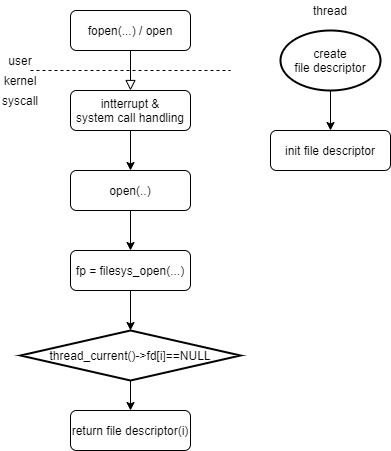 fopen(...) / open
user
kernel
syscall
intterrupt &
system call handling
open(..)
fp = filesys_open(...)
thread_current()->fd[i]==NULL
return file descriptor(i)
thread
create
file descriptor
init file descriptor